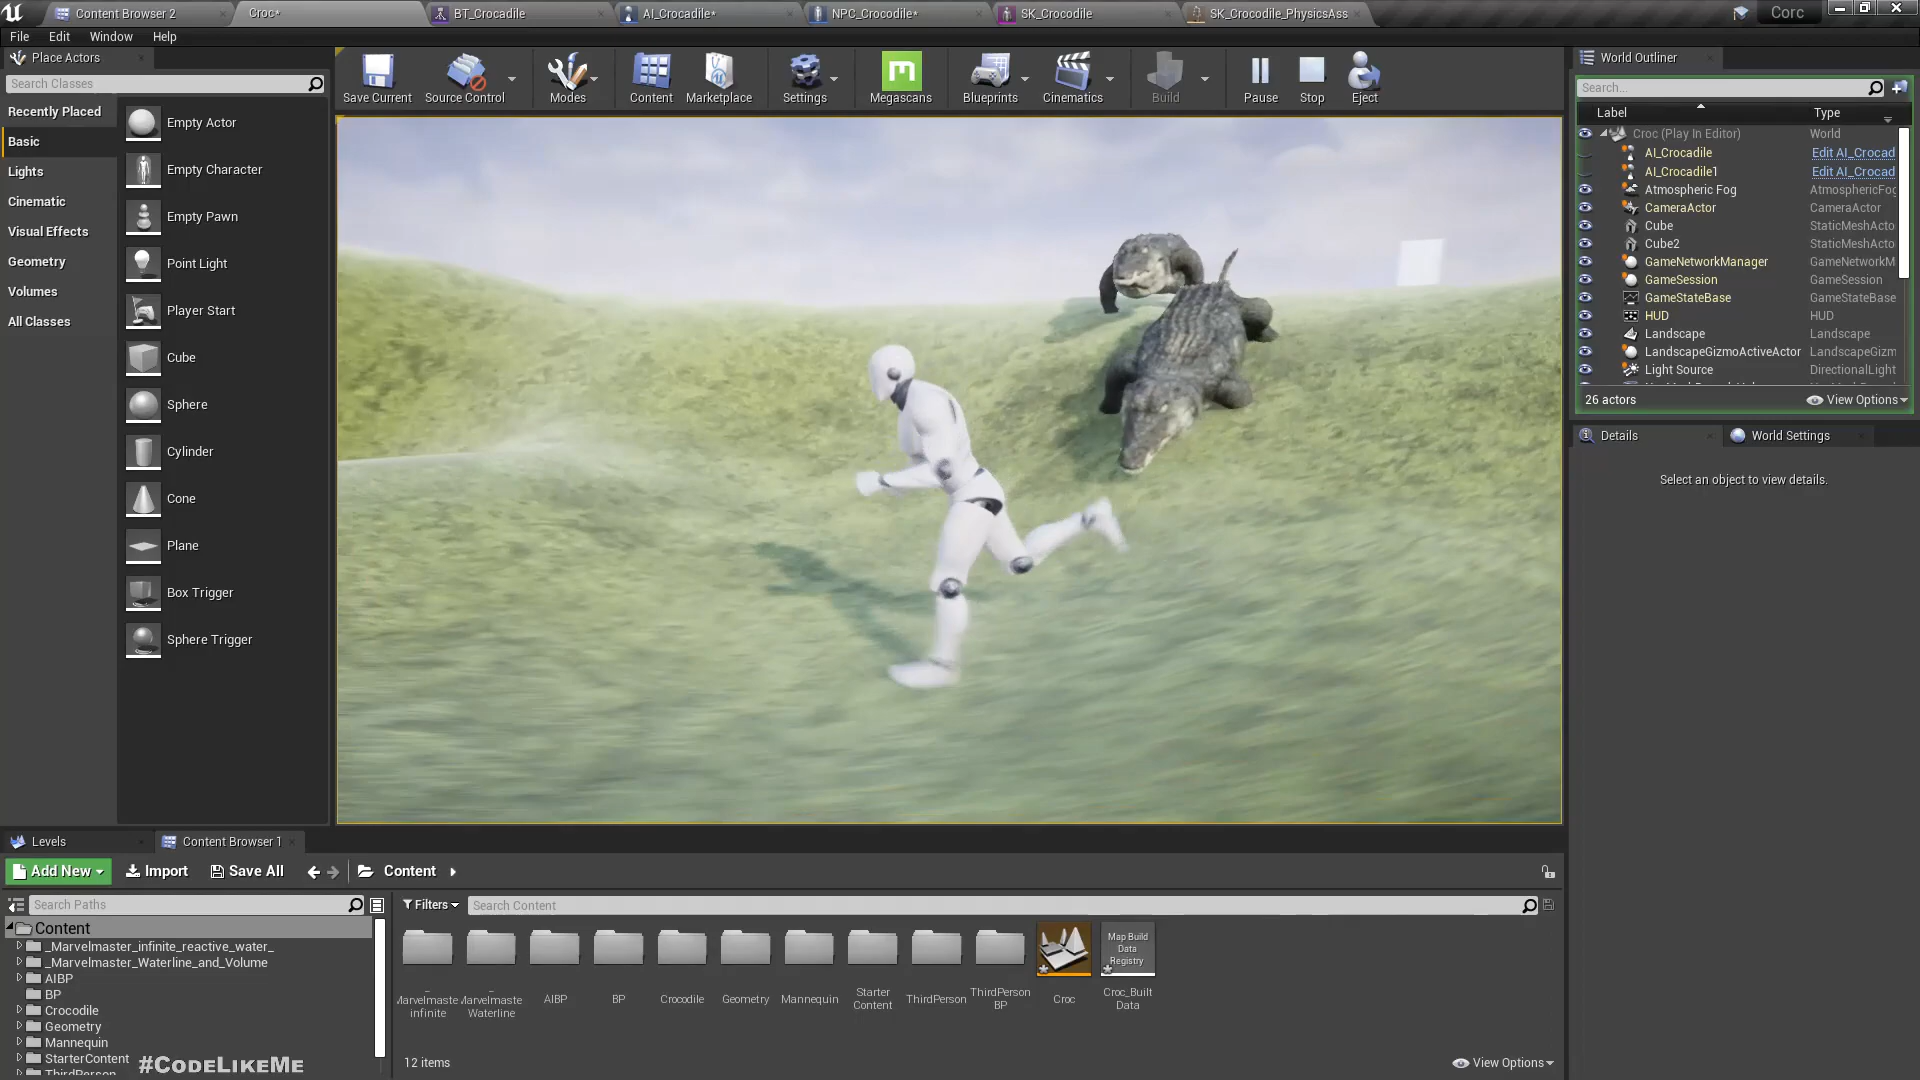 Content Browser 2
Croc*
BT_Crocadile
AI_Crocadile*
NPC_Crocodile*
SK_Crocodile
SK_Crocodile_PhysicsAss
Corc
File Edit Window Help
Place Actors
Search Classes
Recently Placed
Basic
Lights
Cinematic
Visual Effects
Geometry
Volumes
All Classes
Empty Actor
Empty Character
Empty Pawn
Point Light
Player Start
Cube
Sphere
Cylinder
Cone
Plane
Box Trigger
Sphere Trigger
Save Current
Source Control
Modes
Content
Marketplace
Settings
Megascans
Blueprints
Cinematics
Build
Pause
Stop
Eject
World Outliner
Search...
Label Type
Croc (Play In Editor) World
AI_Crocadile Edit AI_Crocad
AI_Crocadile1 Edit AI_Crocad
Atmospheric Fog AtmosphericFog
CameraActor CameraActor
Cube StaticMeshActo
Cube2 StaticMeshActo
GameNetworkManager GameNetworkM
GameSession GameSession
GameStateBase GameStateBase
HUD HUD
Landscape Landscape
LandscapeGizmoActiveActor LandscapeGizm
Light Source DirectionalLight
26 actors View Options
Details
World Settings
Select an object to view details.
Levels
Content Browser 1
Add New
Import
Save All
Content
Search Paths
Content
_Marvelmaster_infinite_reactive_water_
_Marvelmaster_Waterline_and_Volume
AIBP
BP
Crocodile
Geometry
Mannequin
StarterContent
ThirdPerson
#CodeLikeMe
Filters
Search Content
_
Marvelmaste
infinite
_
Marvelmaste
Waterline
AIBP
BP
Crocodile
Geometry
Mannequin
Starter
Content
ThirdPerson
ThirdPerson
BP
Croc
Map Build
Data
Registry
Croc_Built
Data
12 items
View Options